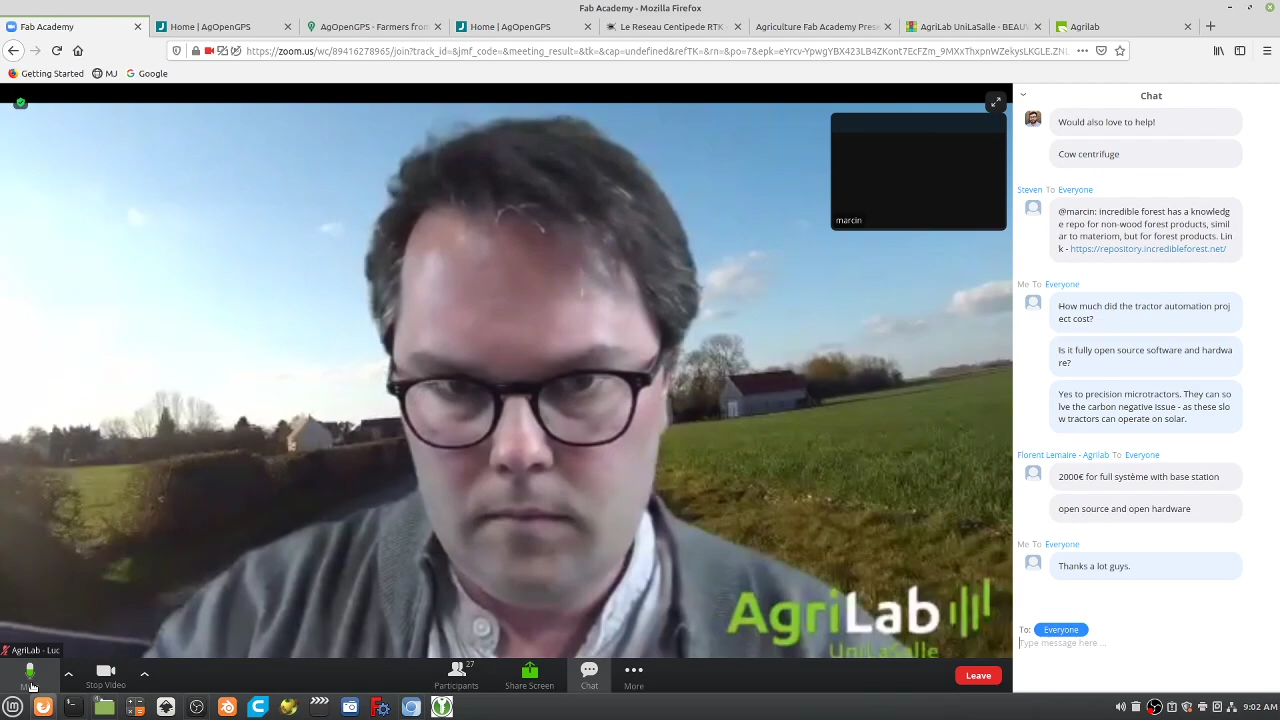 Fab Academy - Mozilla Firefox
Fab Academy
Home | AgOpenGPS
AgOpenGPS - Farmers from
Home | AgOpenGPS
Le Reseau Centipede
Agriculture Fab Academy Prese
AgriLab UniLaSalle - BEAUV
Agrilab
Getting Started
MJ
Google
marcin
AgriLab
UniLaSalle
AgriLab - Luc
Stop Video
27
Participants
Share Screen
Chat
More
Leave
Chat
Would also love to help!
Cow centrifuge
Steven To Everyone
@marcin: incredible forest has a knowledg
e repo for non-wood forest products, simil
ar to materiom, but for forest products. Lin
k - https://repository.incredibleforest.net/
Me To Everyone
How much did the tractor automation proj
ect cost?
Is it fully open source software and hardwa
re?
Yes to precision microtractors. They can so
lve the carbon negative issue - as these slo
w tractors can operate on solar.
Florent Lemaire - Agrilab To Everyone
2000€ for full système with base station
open source and open hardware
Me To Everyone
Thanks a lot guys.
To: Everyone
Type message here ...
9:02 AM